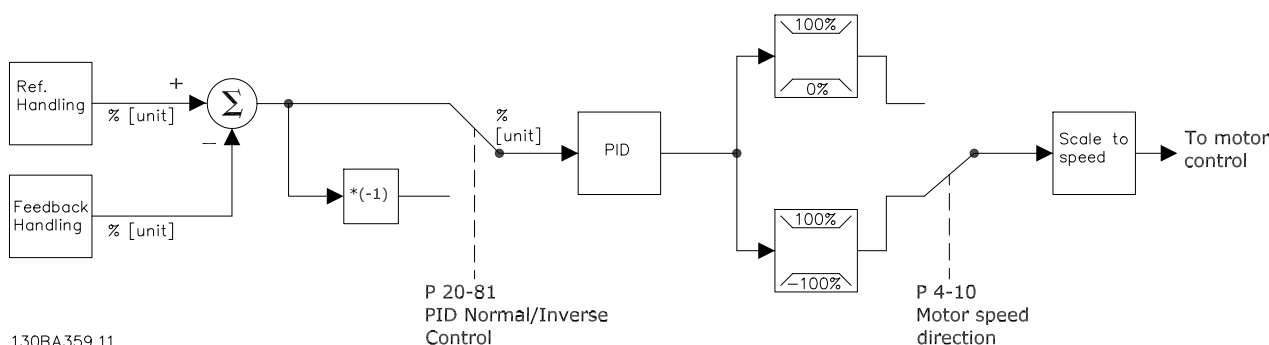 Ref.
Handling
+
% [unit]
Σ
−
Feedback
Handling
% [unit]
*(-1)
%
[unit]
P 20-81
PID Normal/Inverse
Control
PID
100%
0%
100%
-100%
P 4-10
Motor speed
direction
Scale to
speed
To motor
control
130BA359.11